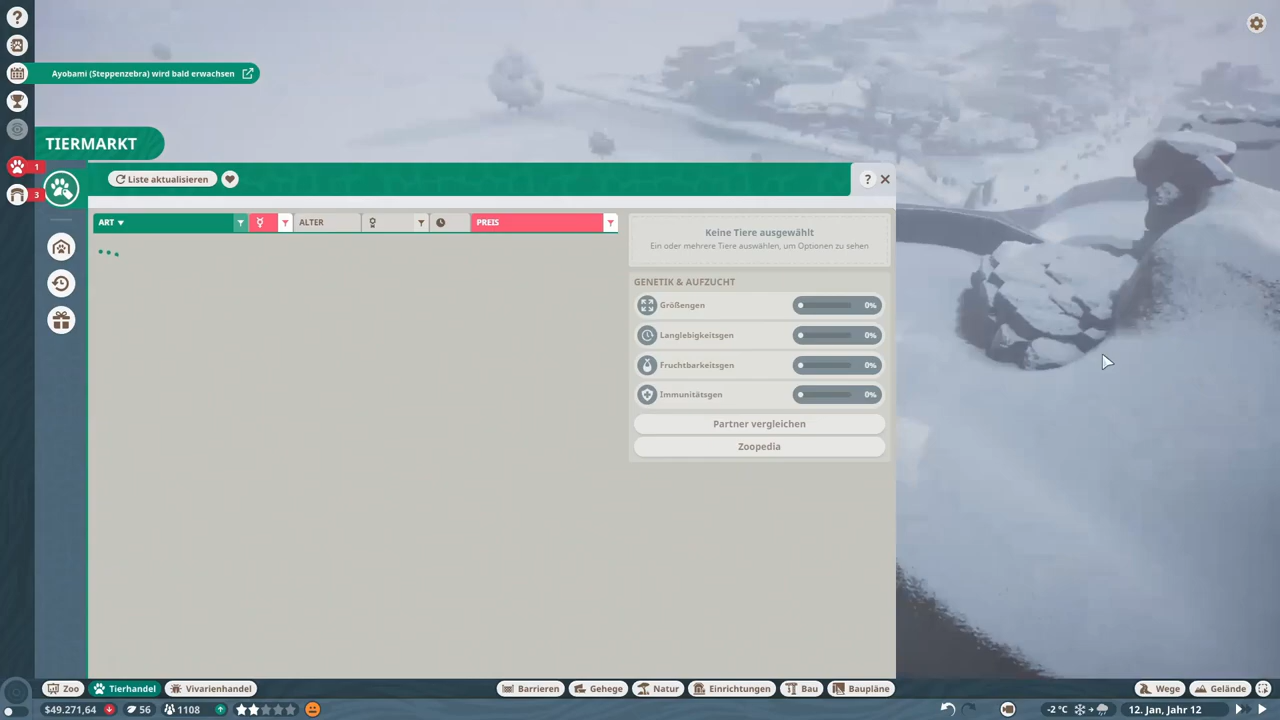 Ayobami (Steppenzebra) wird bald erwachsen
TIERMARKT
1
3
Liste aktualisieren
?
ART
ALTER
PREIS
Keine Tiere ausgewählt
Ein oder mehrere Tiere auswählen, um Optionen zu sehen
GENETIK & AUFZUCHT
Größengen 0%
Langlebigkeitsgen 0%
Fruchtbarkeitsgen 0%
Immunitätsgen 0%
Partner vergleichen
Zoopedia
Zoo Tierhandel Vivarienhandel Barrieren Gehege Natur Einrichtungen Bau Baupläne Wege Gelände
$49.271,64 56 1108 -2 °C 12. Jan, Jahr 12